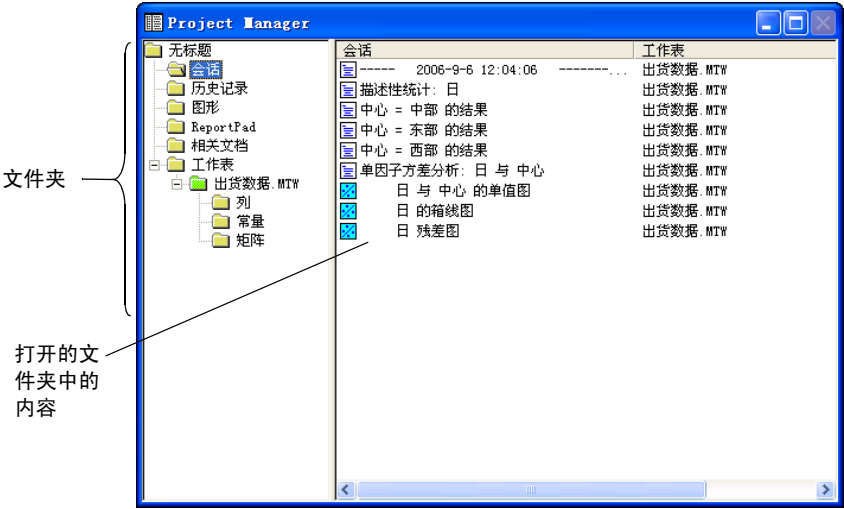 Project Manager
无标题
会话
历史记录
图形
ReportPad
相关文档
工作表
出货数据.MTW
列
常量
矩阵
会话 工作表
----- 2006-9-6 12:04:06 -------... 出货数据.MTW
描述性统计: 日 出货数据.MTW
中心 = 中部 的结果 出货数据.MTW
中心 = 东部 的结果 出货数据.MTW
中心 = 西部 的结果 出货数据.MTW
单因子方差分析: 日 与 中心 出货数据.MTW
日 与 中心 的单值图 出货数据.MTW
日 的箱线图 出货数据.MTW
日 残差图 出货数据.MTW
文件夹
打开的文
件夹中的
内容